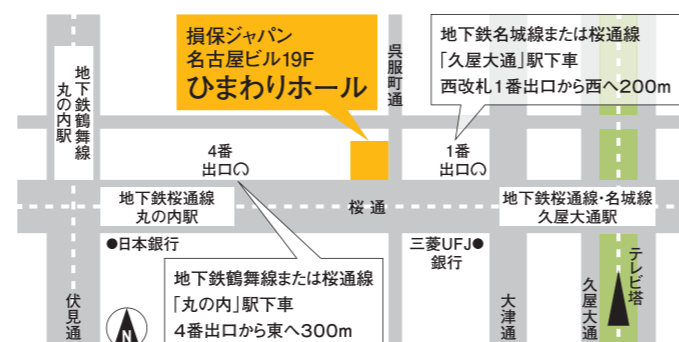 損保ジャパン
名古屋ビル19F
ひまわりホール
呉服町通
地下鉄名城線または桜通線
「久屋大通」駅下車
西改札1番出口から西へ200m
地下鉄鶴舞線
丸の内駅
4番
出口
1番
出口
地下鉄桜通線
丸の内駅
桜通
地下鉄桜通線・名城線
久屋大通駅
●日本銀行
三菱UFJ●
銀行
地下鉄鶴舞線または桜通線
「丸の内」駅下車
4番出口から東へ300m
伏見通
N
大津通
久屋大通
テレビ塔